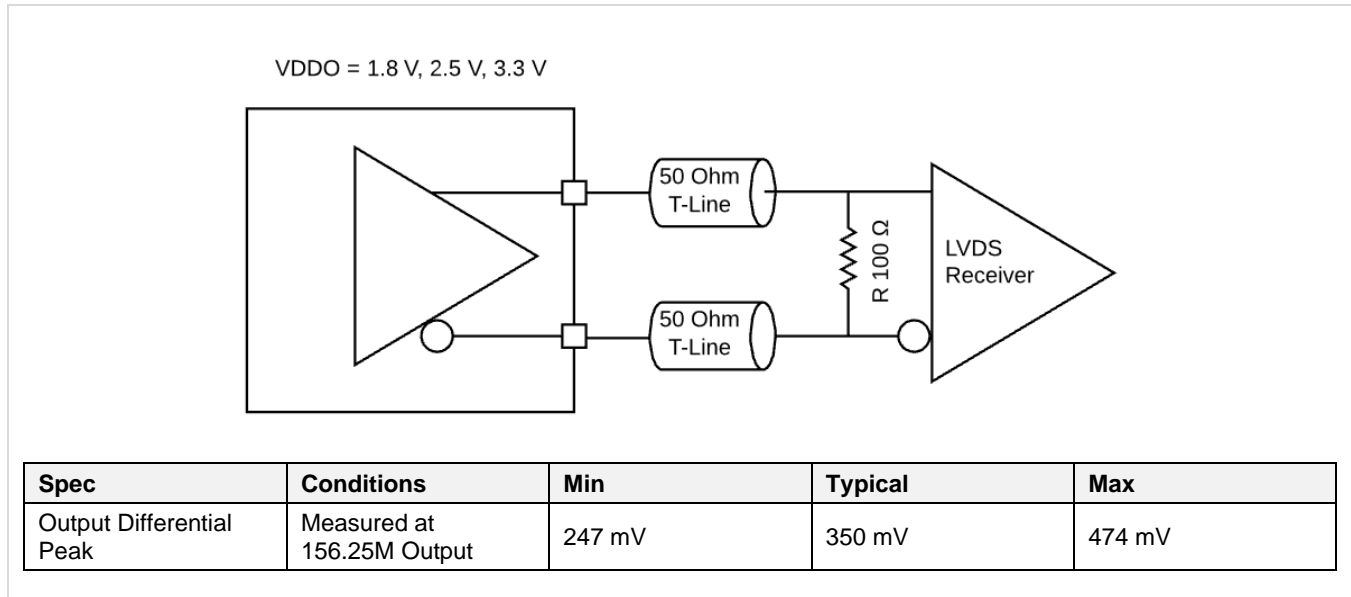 VDDO = 1.8 V, 2.5 V, 3.3 V
50 Ohm
T-Line
R 100 Ω
LVDS
Receiver
50 Ohm
T-Line
Spec Conditions Min Typical Max
Output Differential
Peak
Measured at
156.25M Output
247 mV 350 mV 474 mV